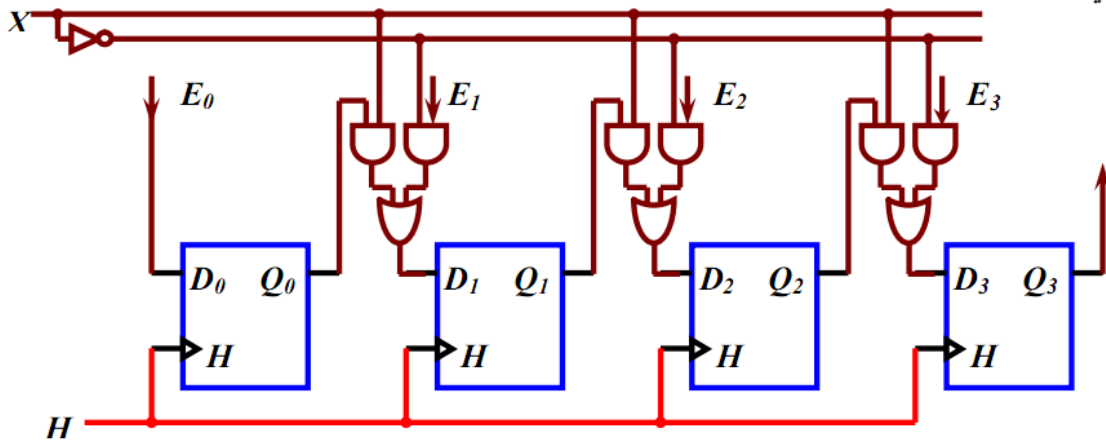 X
E₀ E₁ E₂ E₃
D₀ Q₀ D₁ Q₁ D₂ Q₂ D₃ Q₃
H H H H
H